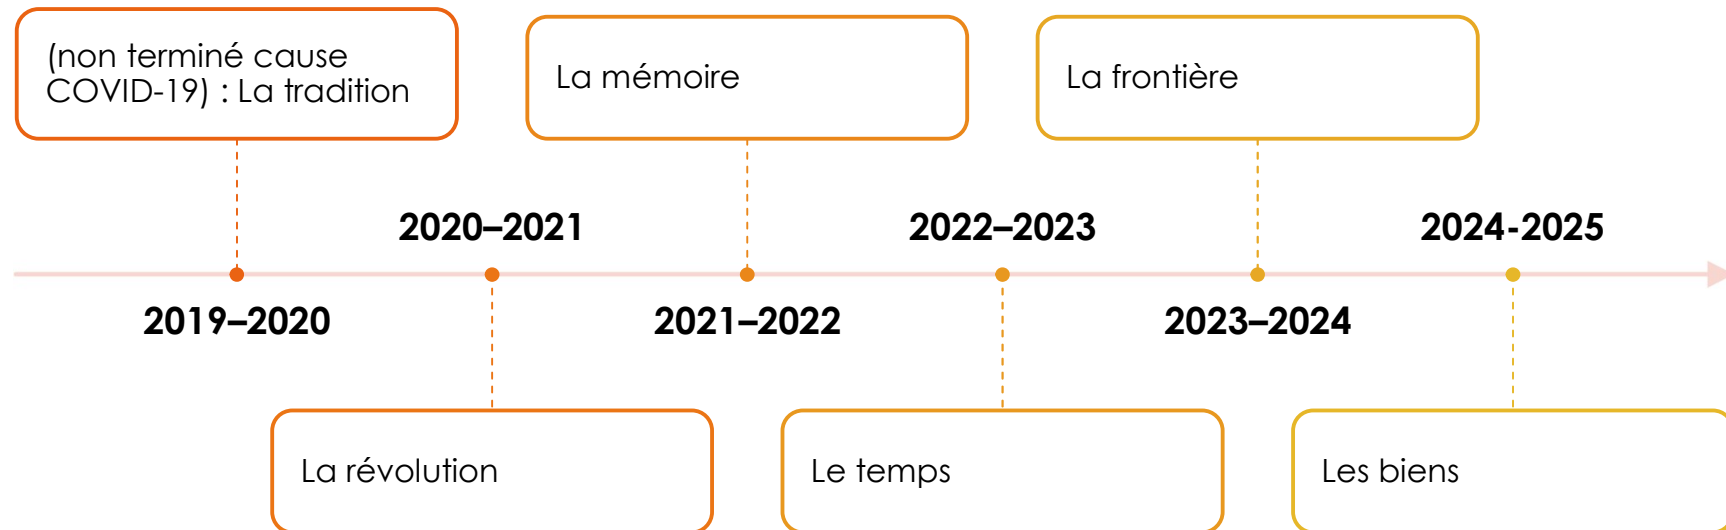 (non terminé cause
COVID-19) : La tradition
La mémoire
La frontière
2020–2021
2022–2023
2024-2025
2019–2020
2021–2022
2023–2024
La révolution
Le temps
Les biens